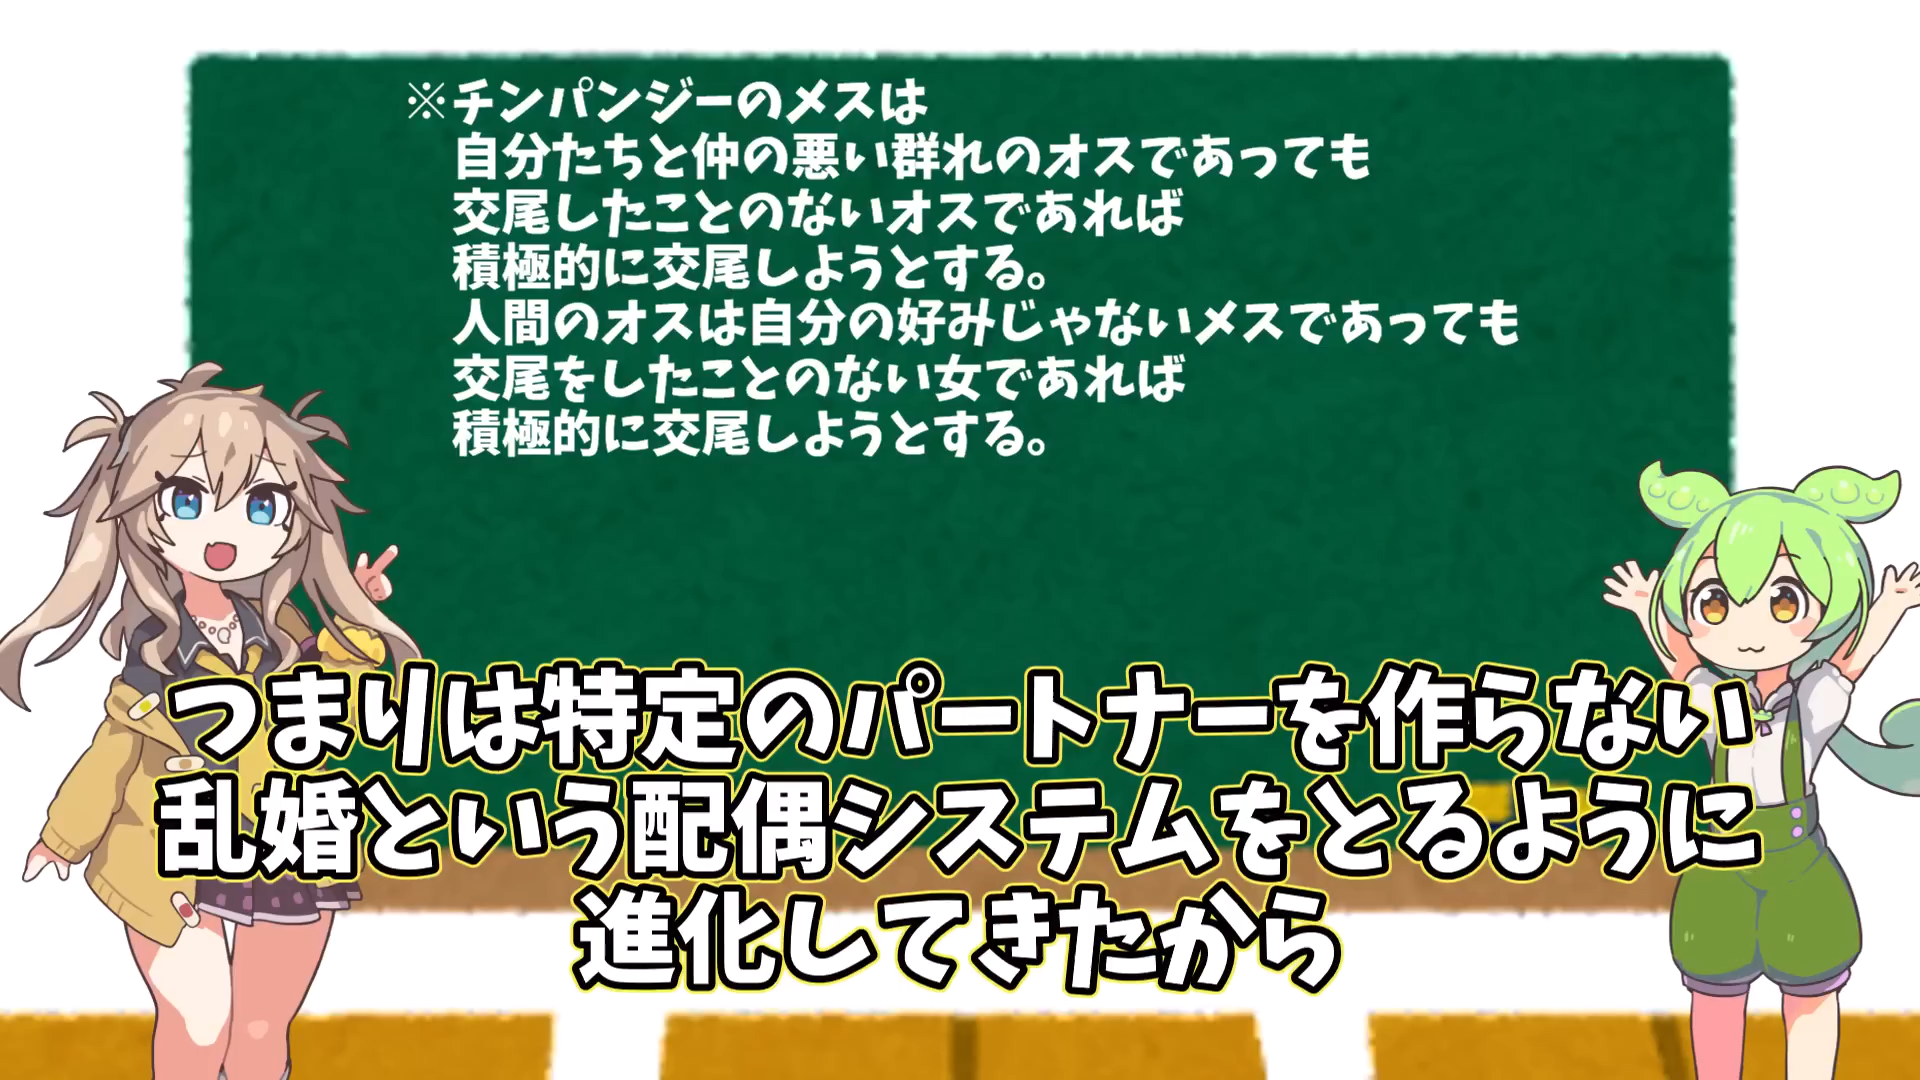 ※チンパンジーのメスは
自分たちと仲の悪い群れのオスであっても
交尾したことのないオスであれば
積極的に交尾しようとする。
人間のオスは自分の好みじゃないメスであっても
交尾をしたことのない女であれば
積極的に交尾しようとする。
つまりは特定のパートナーを作らない
乱婚という配偶システムをとるように
進化してきたから